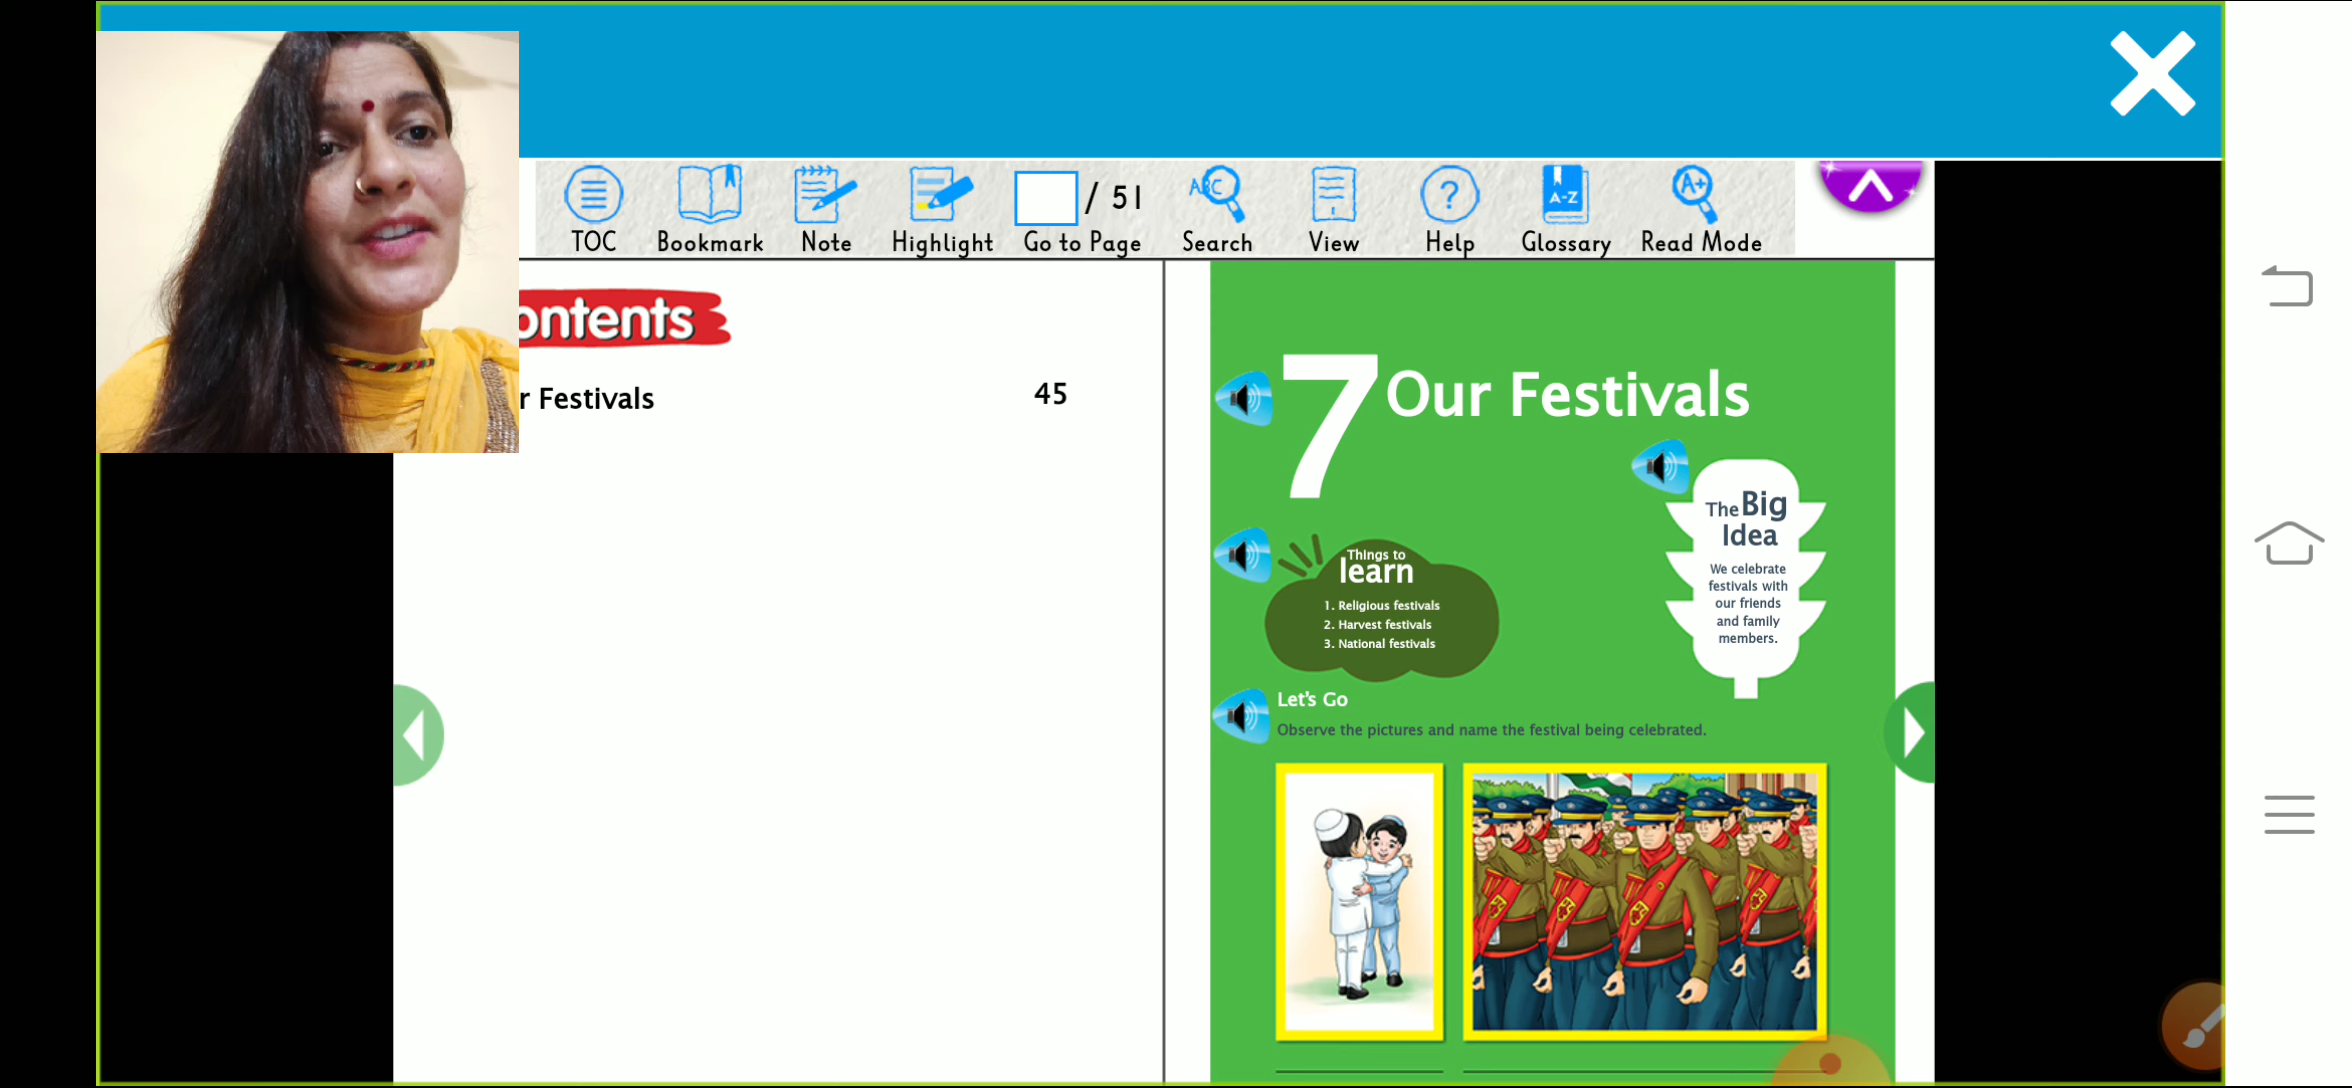 / 51
TOC Bookmark Note Highlight Go to Page Search View Help Glossary Read Mode
ABC
?
A-Z
A+
ontents
r Festivals 45
7 Our Festivals
The Big
Idea
We celebrate
festivals with
our friends
and family
members.
Things to
learn
1. Religious festivals
2. Harvest festivals
3. National festivals
Let's Go
Observe the pictures and name the festival being celebrated.